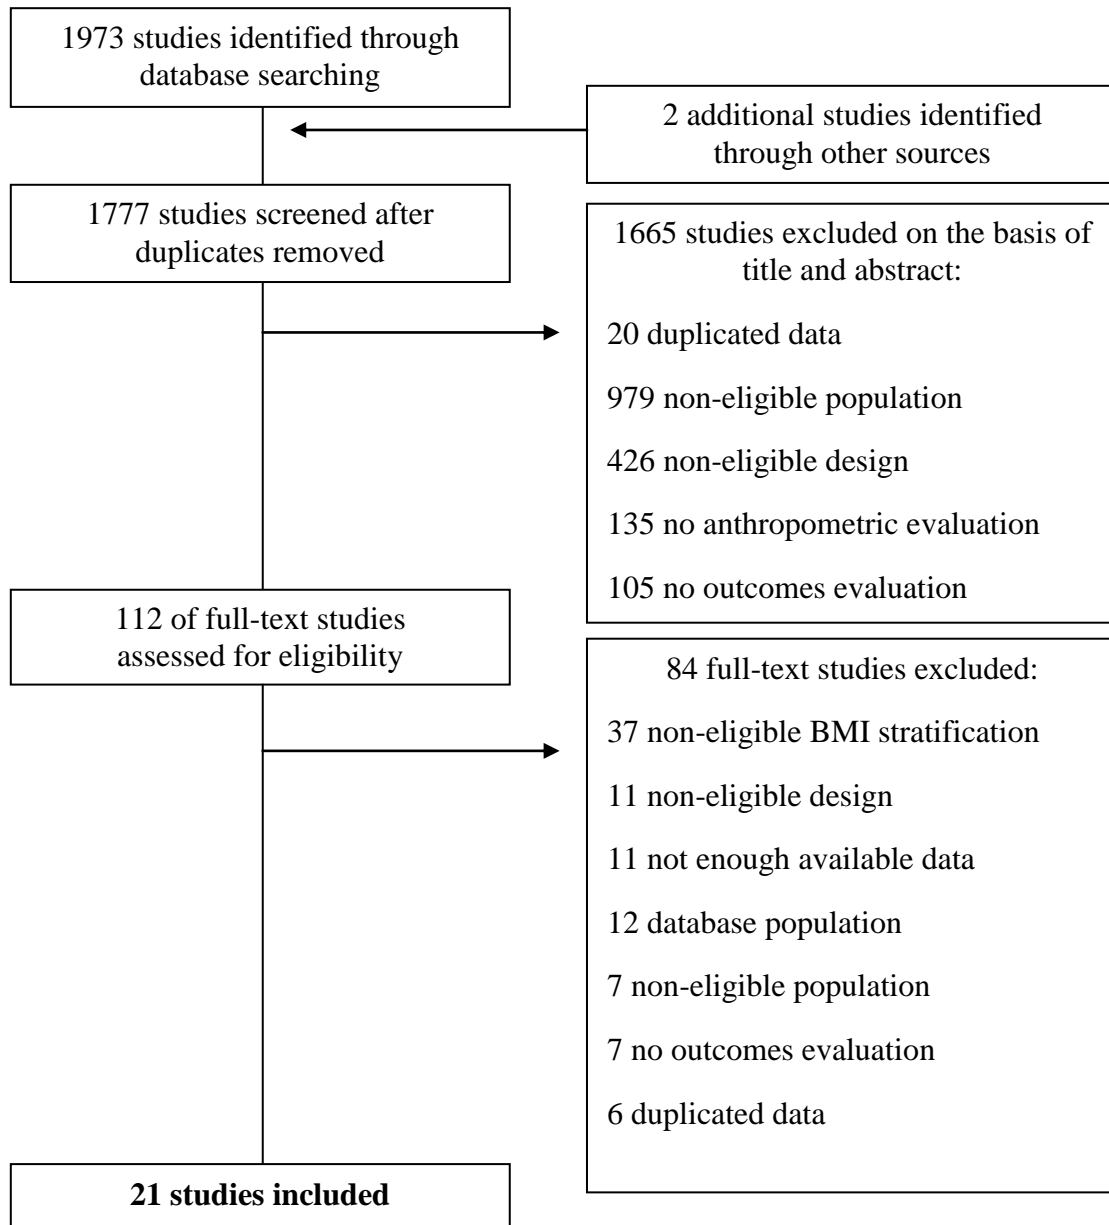 1973 studies identified through
database searching
2 additional studies identified
through other sources
1777 studies screened after
duplicates removed
1665 studies excluded on the basis of
title and abstract:
20 duplicated data
979 non-eligible population
426 non-eligible design
135 no anthropometric evaluation
105 no outcomes evaluation
112 of full-text studies
assessed for eligibility
84 full-text studies excluded:
37 non-eligible BMI stratification
11 non-eligible design
11 not enough available data
12 database population
7 non-eligible population
7 no outcomes evaluation
6 duplicated data
21 studies included